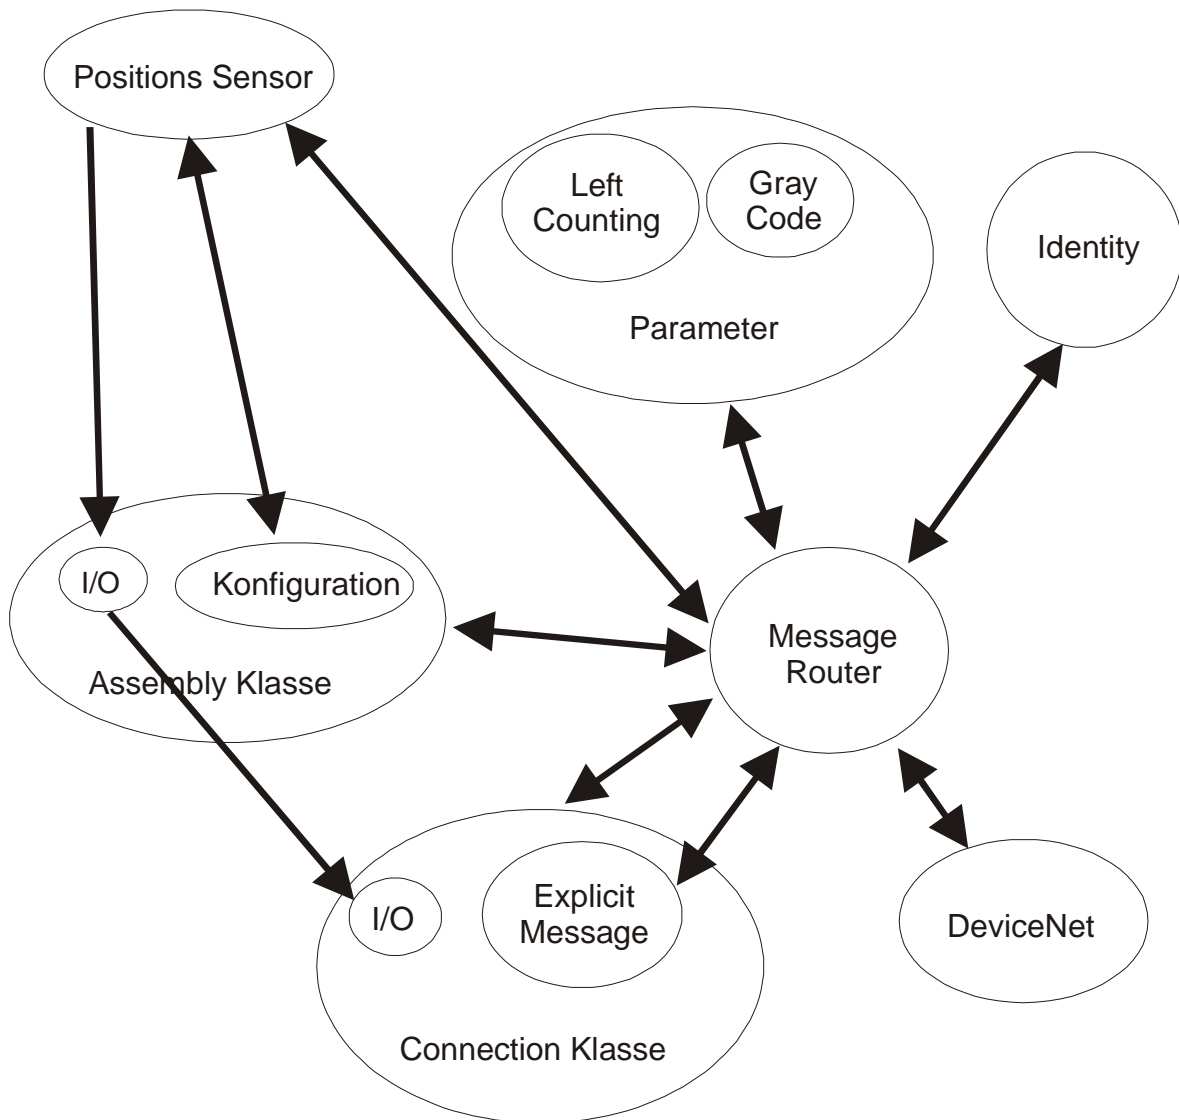 Positions Sensor
Left
Counting
Gray
Code
Identity
Parameter
I/O
Konfiguration
Assembly Klasse
Message
Router
I/O
Explicit
Message
DeviceNet
Connection Klasse